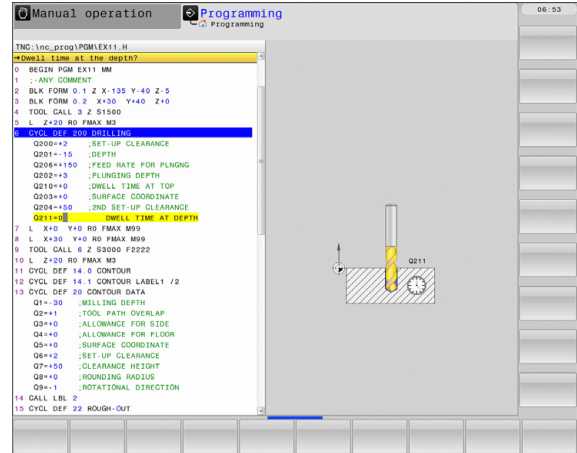 Manual operation
Programming
Programming
06:53
TNC:\nc_prog\PGM\EX11.H
→Dwell time at the depth?
0 BEGIN PGM EX11 MM
1 ;-ANY COMMENT
2 BLK FORM 0.1 Z X-135 Y-40 Z-5
3 BLK FORM 0.2 X+30 Y+40 Z+0
4 TOOL CALL 3 Z S1500
5 L Z+20 R0 FMAX M3
6 CYCL DEF 200 DRILLING
Q200=+2 ;SET-UP CLEARANCE
Q201=-15 ;DEPTH
Q206=+150 ;FEED RATE FOR PLNGNG
Q202=+3 ;PLUNGING DEPTH
Q210=+0 ;DWELL TIME AT TOP
Q203=+0 ;SURFACE COORDINATE
Q204=+50 ;2ND SET-UP CLEARANCE
Q211=0 DWELL TIME AT DEPTH
7 L X+0 Y+0 R0 FMAX M99
8 L X+30 Y+0 R0 FMAX M99
9 TOOL CALL 6 Z S3000 F2222
10 L Z+20 R0 FMAX M3
11 CYCL DEF 14.0 CONTOUR
12 CYCL DEF 14.1 CONTOUR LABEL1 /2
13 CYCL DEF 20 CONTOUR DATA
Q1=-30 ;MILLING DEPTH
Q2=+1 ;TOOL PATH OVERLAP
Q3=+0 ;ALLOWANCE FOR SIDE
Q4=+0 ;ALLOWANCE FOR FLOOR
Q5=+0 ;SURFACE COORDINATE
Q6=+2 ;SET-UP CLEARANCE
Q7=+50 ;CLEARANCE HEIGHT
Q8=+0 ;ROUNDING RADIUS
Q9=-1 ;ROTATIONAL DIRECTION
14 CALL LBL 2
15 CYCL DEF 22 ROUGH-OUT
Q211